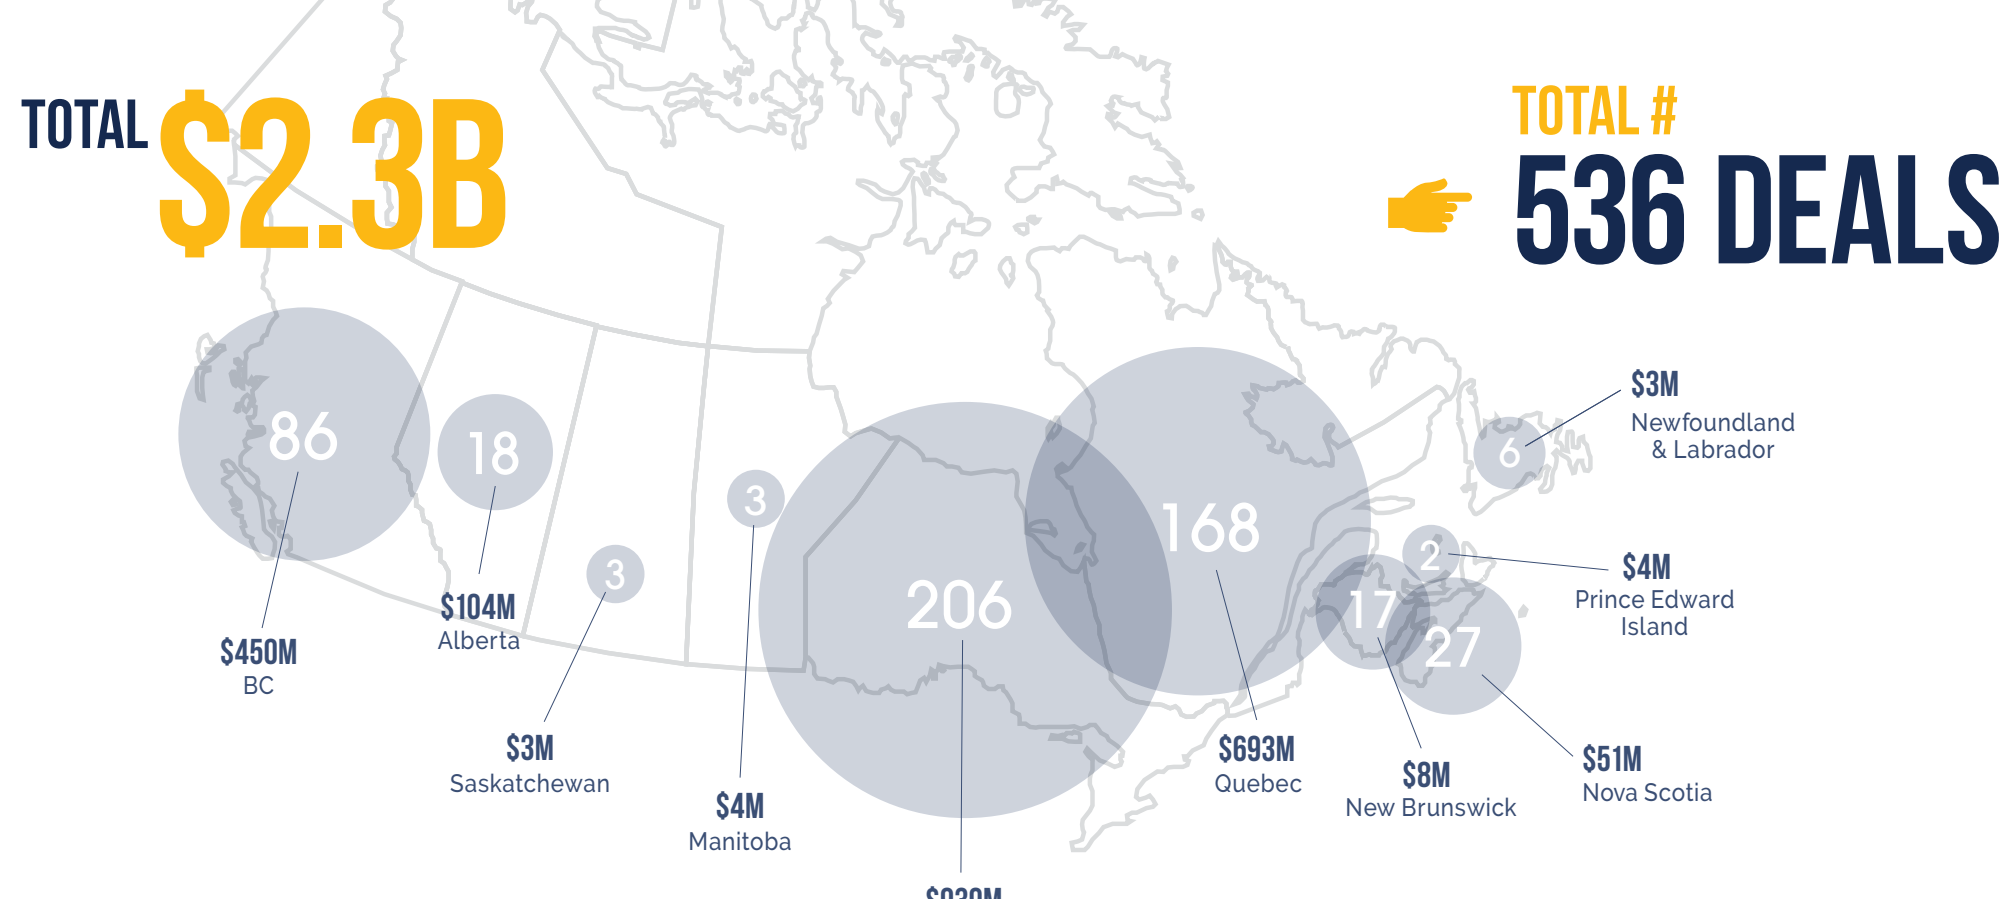 TOTAL $2.3B
TOTAL #
536 DEALS
86
$450M
BC
18
$104M
Alberta
3
$3M
Saskatchewan
3
$4M
Manitoba
206
168
$693M
Quebec
17
$8M
New Brunswick
27
$51M
Nova Scotia
2
$4M
Prince Edward
Island
6
$3M
Newfoundland
& Labrador